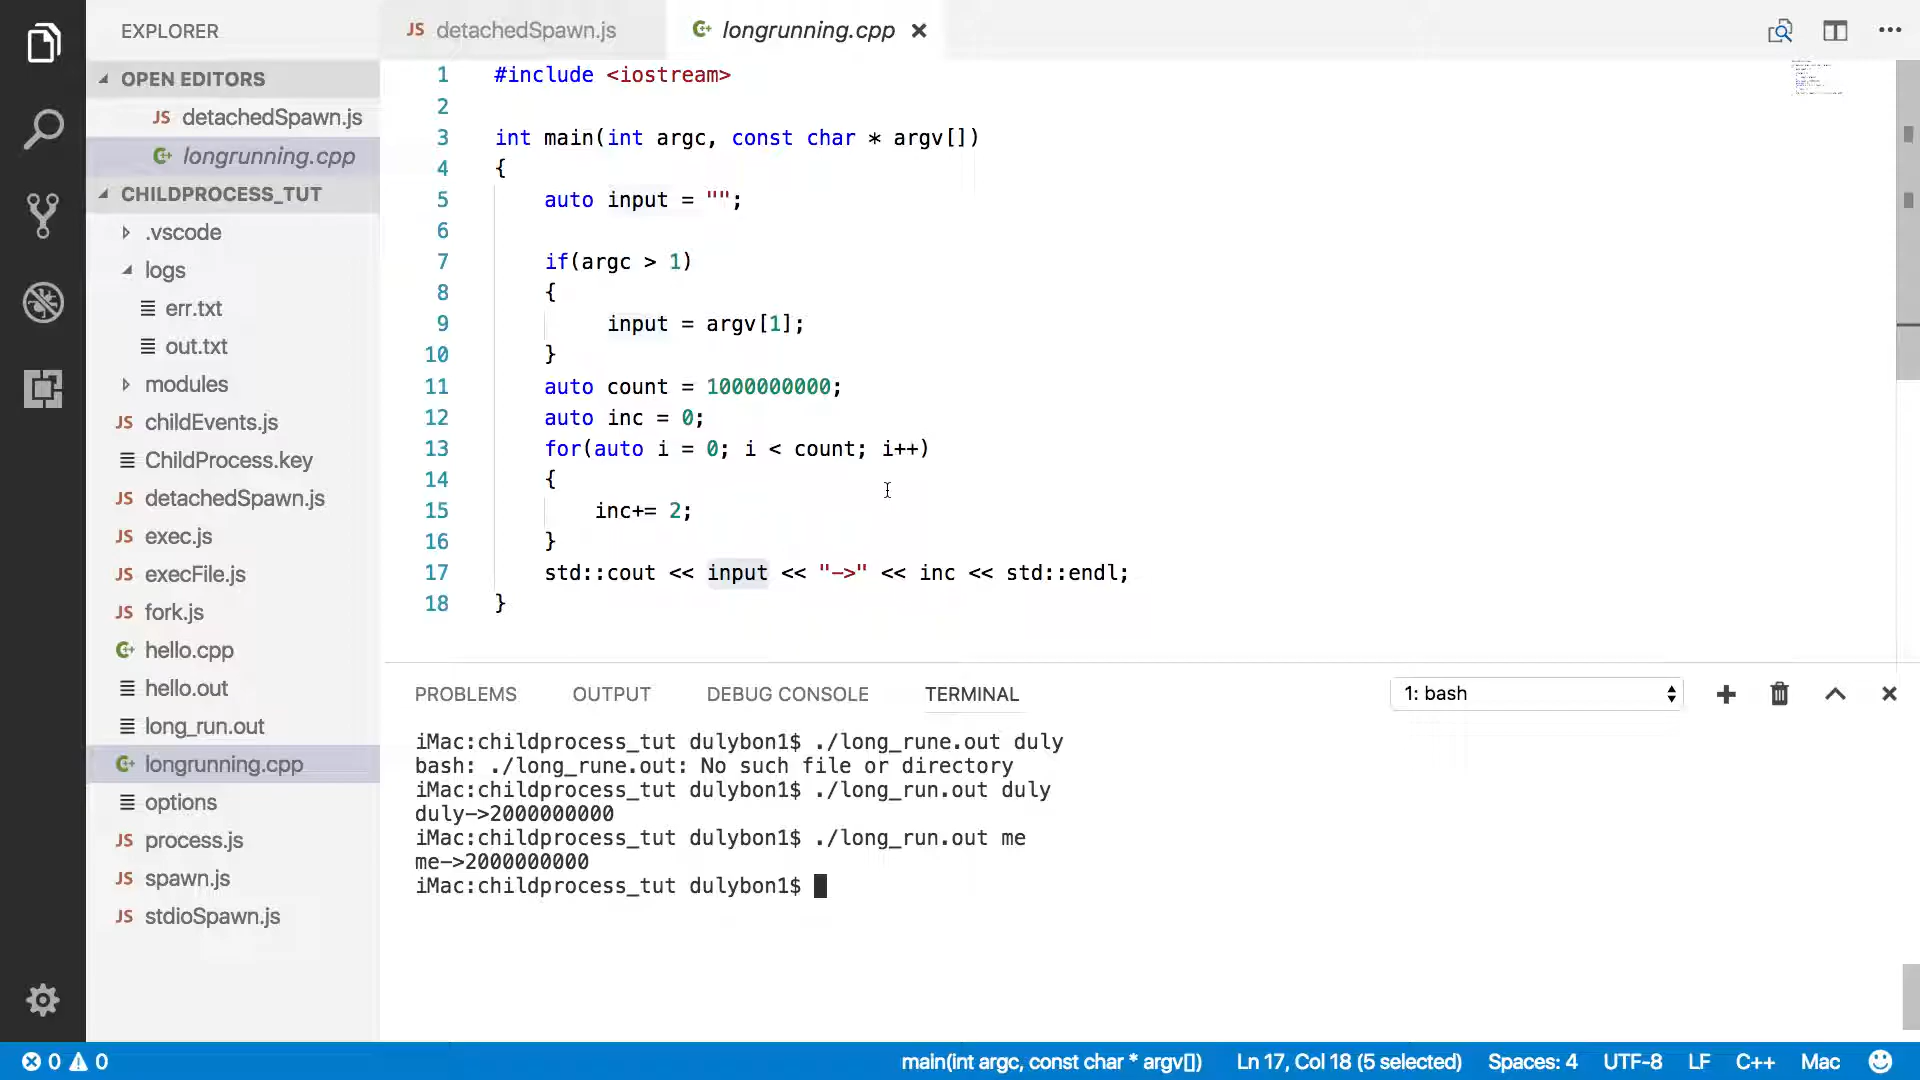 EXPLORER
OPEN EDITORS
JS detachedSpawn.js
longrunning.cpp
CHILDPROCESS_TUT
.vscode
logs
err.txt
out.txt
modules
JS childEvents.js
ChildProcess.key
JS detachedSpawn.js
JS exec.js
JS execFile.js
JS fork.js
hello.cpp
hello.out
long_run.out
longrunning.cpp
options
JS process.js
JS spawn.js
JS stdioSpawn.js
JS detachedSpawn.js
longrunning.cpp
1 #include <iostream>
2
3 int main(int argc, const char * argv[])
4 {
5 auto input = "";
6
7 if(argc > 1)
8 {
9 input = argv[1];
10 }
11 auto count = 1000000000;
12 auto inc = 0;
13 for(auto i = 0; i < count; i++)
14 {
15 inc+= 2;
16 }
17 std::cout << input << "->" << inc << std::endl;
18 }
PROBLEMS OUTPUT DEBUG CONSOLE TERMINAL 1: bash
iMac:childprocess_tut dulybon1$ ./long_rune.out duly
bash: ./long_rune.out: No such file or directory
iMac:childprocess_tut dulybon1$ ./long_run.out duly
duly->2000000000
iMac:childprocess_tut dulybon1$ ./long_run.out me
me->2000000000
iMac:childprocess_tut dulybon1$
0 0 main(int argc, const char * argv[]) Ln 17, Col 18 (5 selected) Spaces: 4 UTF-8 LF C++ Mac